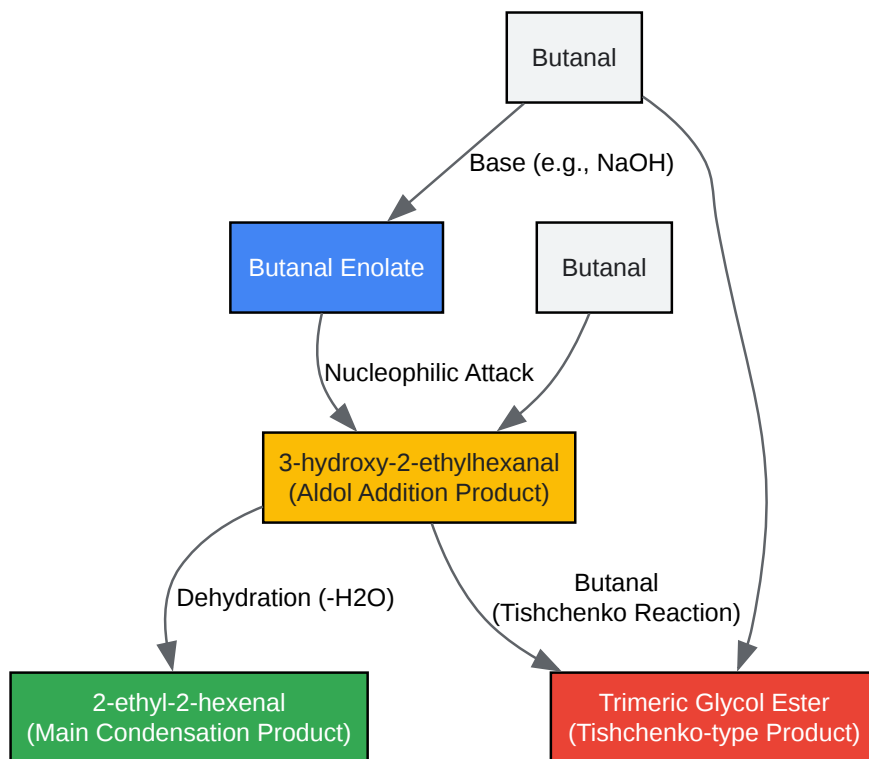 Butanal
Base (e.g., NaOH)
Butanal Enolate
Butanal
Nucleophilic Attack
3-hydroxy-2-ethylhexanal
(Aldol Addition Product)
Dehydration (-H2O)
Butanal
(Tishchenko Reaction)
2-ethyl-2-hexenal
(Main Condensation Product)
Trimeric Glycol Ester
(Tishchenko-type Product)